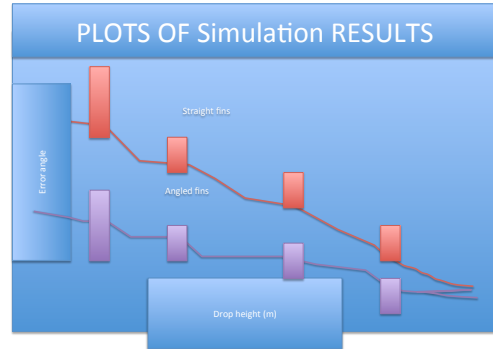 PLOTS OF Simulation RESULTS
Straight fins
Error angle
Angled fins
Drop height (m)